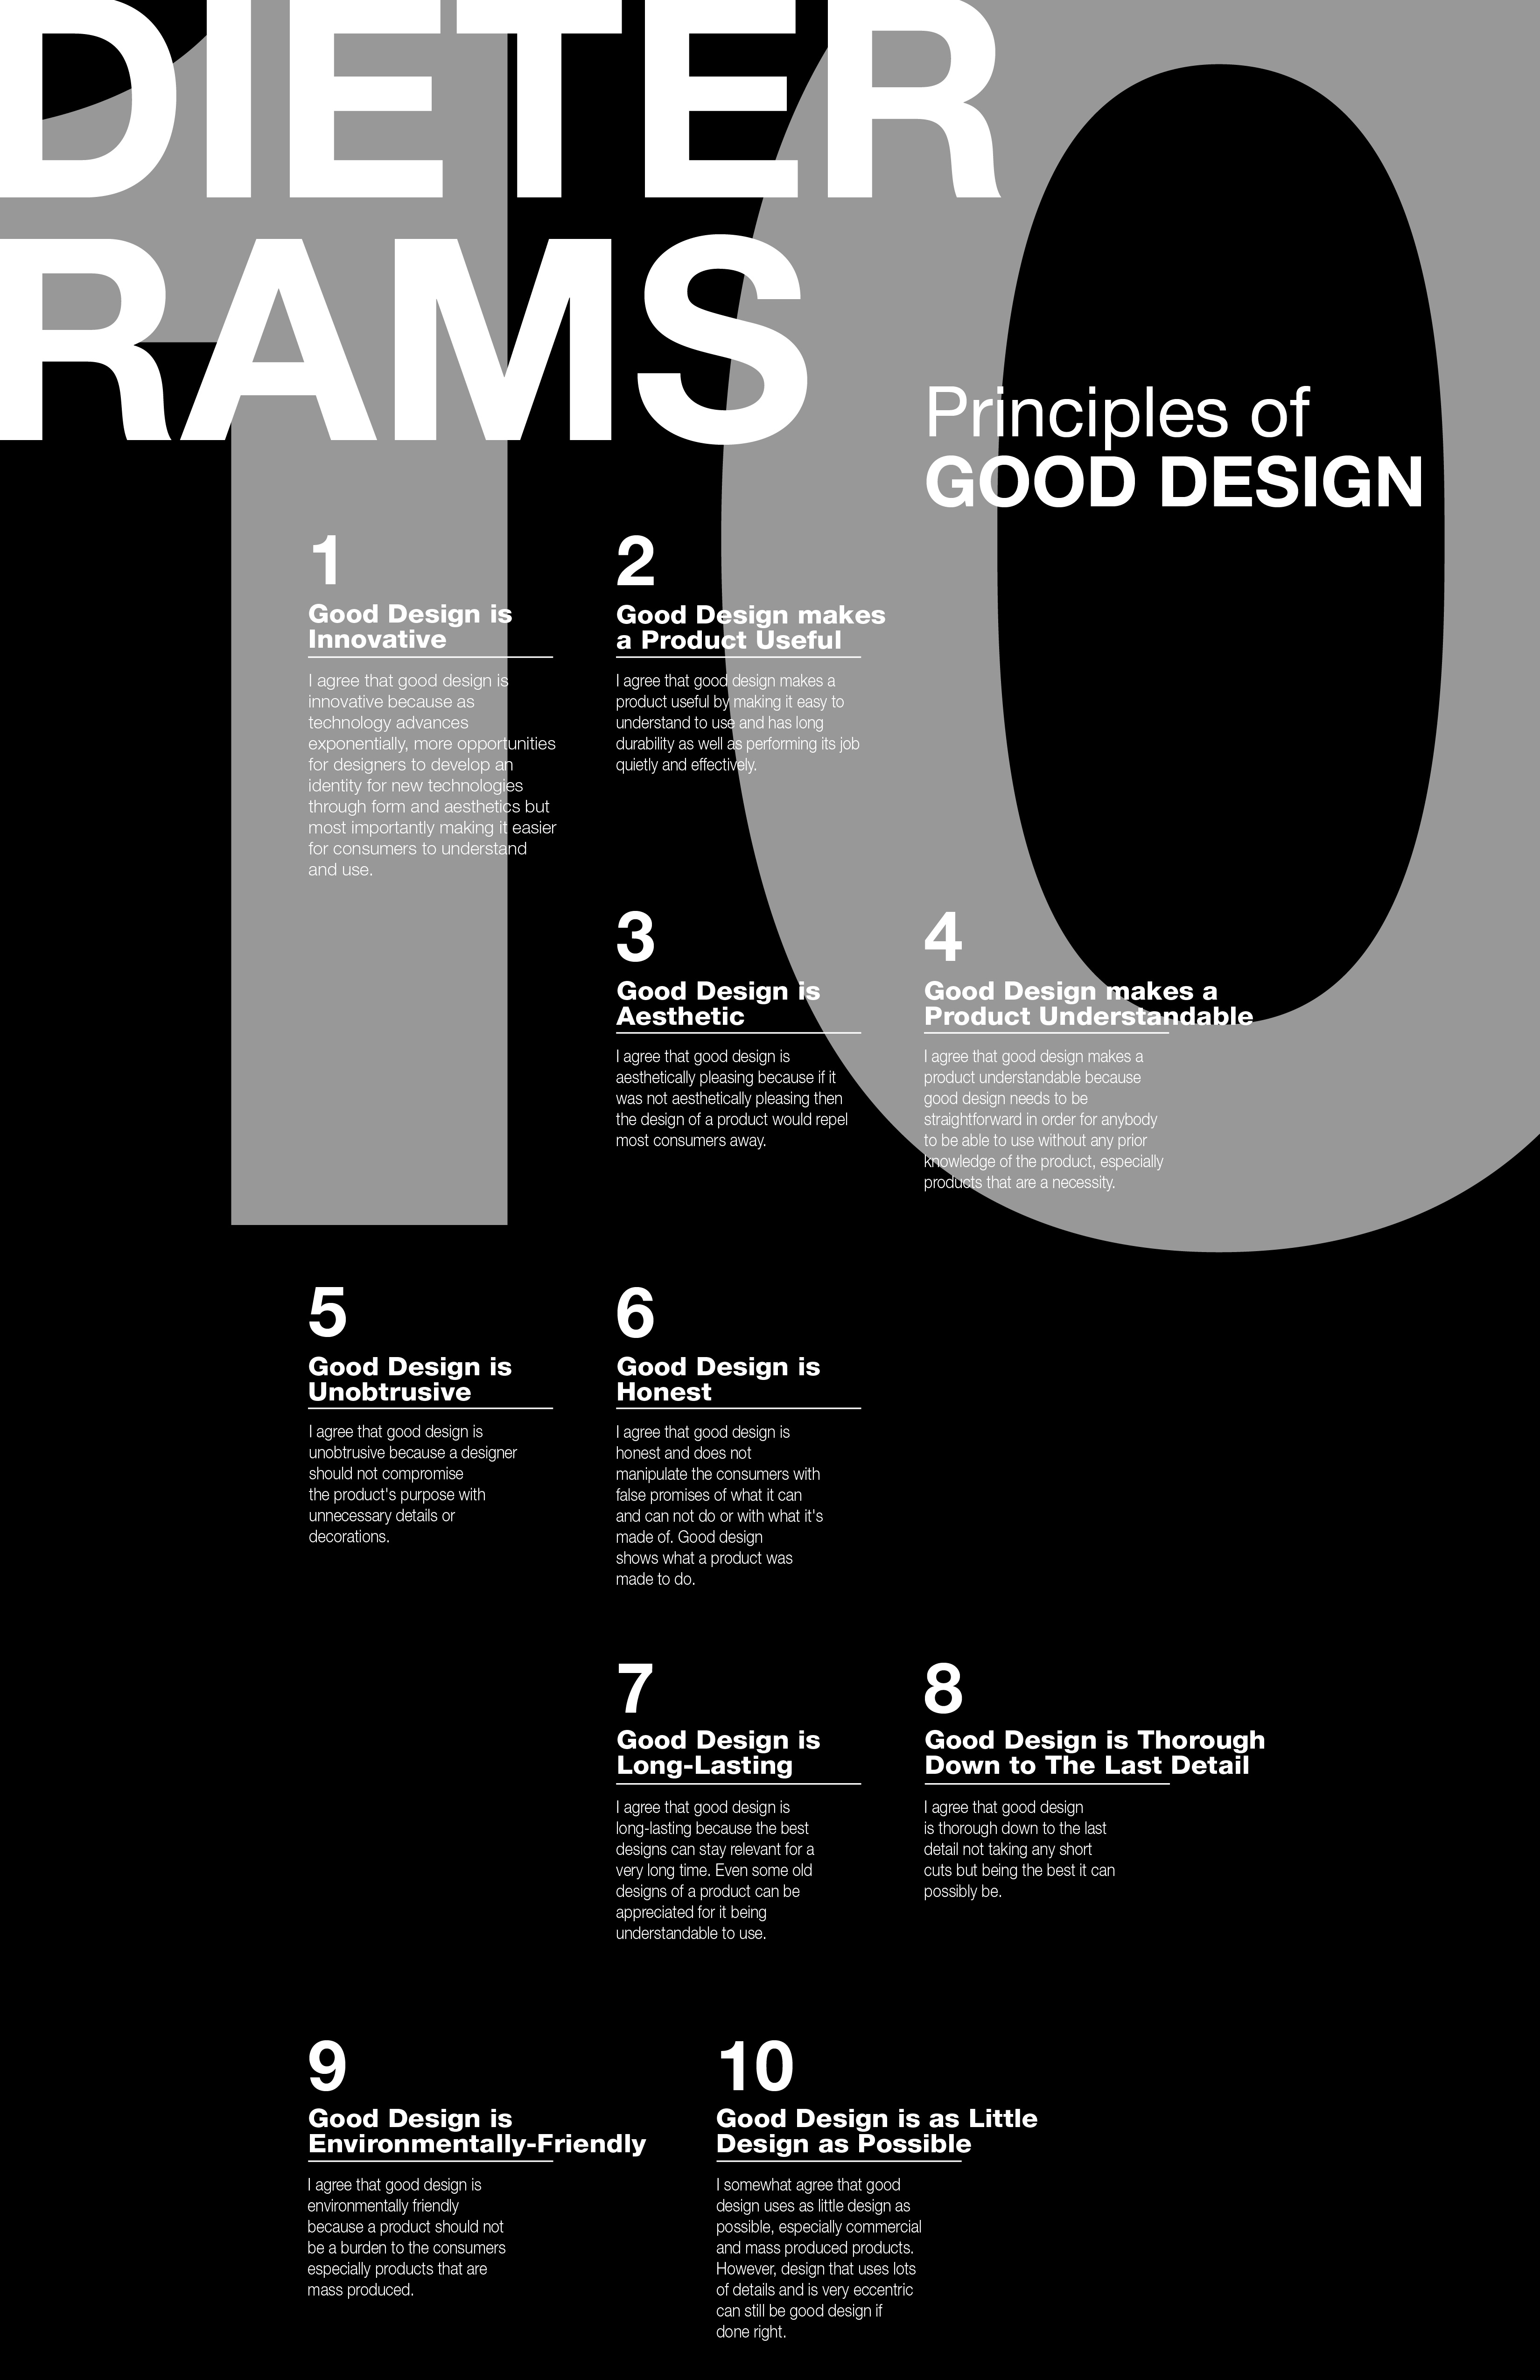 DIETER
RAMS
10
Principles of
GOOD DESIGN
1
Good Design is
Innovative
I agree that good design is
innovative because as
technology advances
exponentially, more opportunities
for designers to develop an
identity for new technologies
through form and aesthetics but
most importantly making it easier
for consumers to understand
and use.
2
Good Design makes
a Product Useful
I agree that good design makes a
product useful by making it easy to
understand to use and has long
durability as well as performing its job
quietly and effectively.
3
Good Design is
Aesthetic
I agree that good design is
aesthetically pleasing because if it
was not aesthetically pleasing then
the design of a product would repel
most consumers away.
4
Good Design makes a
Product Understandable
I agree that good design makes a
product understandable because
good design needs to be
straightforward in order for anybody
to be able to use without any prior
knowledge of the product, especially
products that are a necessity.
5
Good Design is
Unobtrusive
I agree that good design is
unobtrusive because a designer
should not compromise
the product's purpose with
unnecessary details or
decorations.
6
Good Design is
Honest
I agree that good design is
honest and does not
manipulate the consumers with
false promises of what it can
and can not do or with what it's
made of. Good design
shows what a product was
made to do.
7
Good Design is
Long-Lasting
I agree that good design is
long-lasting because the best
designs can stay relevant for a
very long time. Even some old
designs of a product can be
appreciated for it being
understandable to use.
8
Good Design is Thorough
Down to The Last Detail
I agree that good design
is thorough down to the last
detail not taking any short
cuts but being the best it can
possibly be.
9
Good Design is
Environmentally-Friendly
I agree that good design is
environmentally friendly
because a product should not
be a burden to the consumers
especially products that are
mass produced.
10
Good Design is as Little
Design as Possible
I somewhat agree that good
design uses as little design as
possible, especially commercial
and mass produced products.
However, design that uses lots
of details and is very eccentric
can still be good design if
done right.